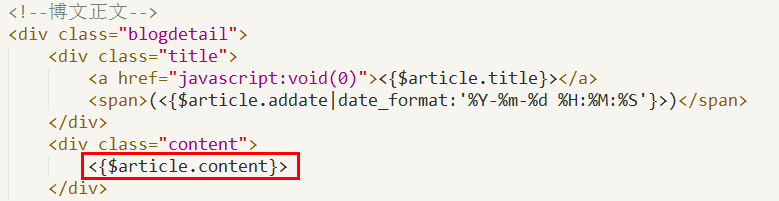 <!--博文正文-->
<div class="blogdetail">
    <div class="title">
        <a href="javascript:void(0)"><{$article.title}></a>
        <span>(<{$article.addate|date_format:'%Y-%m-%d %H:%M:%S'}>)</span>
    </div>
    <div class="content">
        <{$article.content}>
    </div>